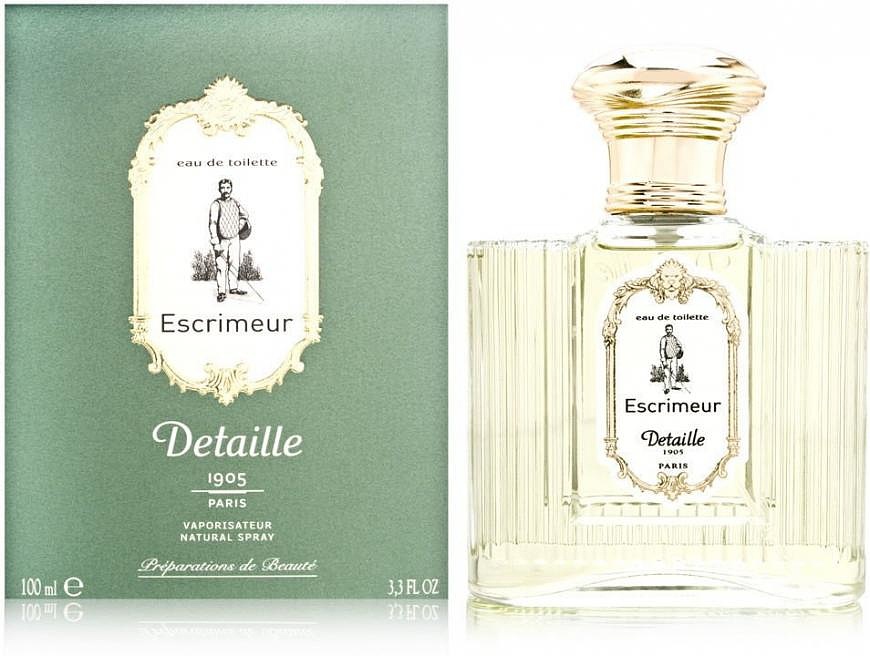 eau de toilette
Escrimeur
Detaille
1905
PARIS
VAPORISATEUR
NATURAL SPRAY
Préparations de Beauté
100 ml e
3,3 FL OZ
eau de toilette
Escrimeur
Detaille
1905
PARIS